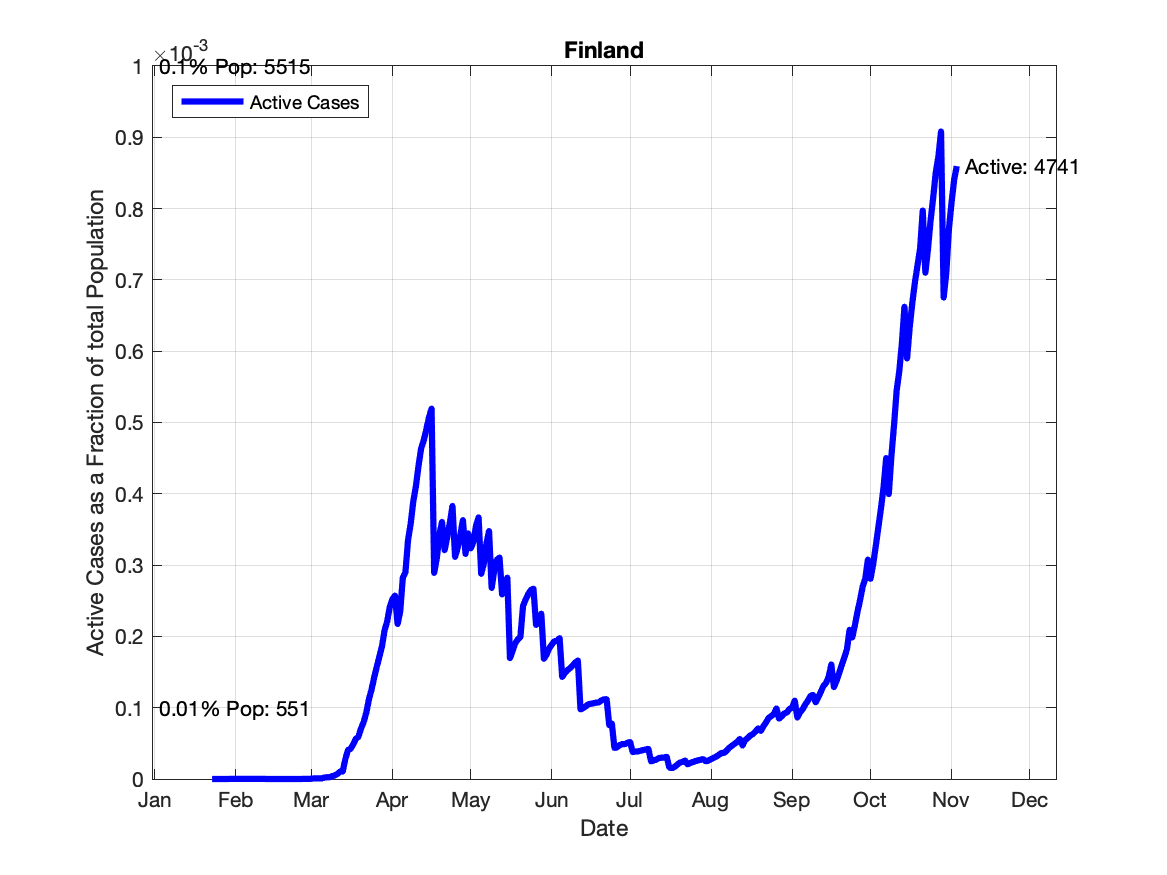 Finland
×10-3
0.1% Pop: 5515
Active Cases
1
0.9
0.8
0.7
0.6
0.5
0.4
0.3
0.2
0.1
0
Active Cases as a Fraction of total Population
Active: 4741
0.01% Pop: 551
Jan Feb Mar Apr May Jun Jul Aug Sep Oct Nov Dec
Date